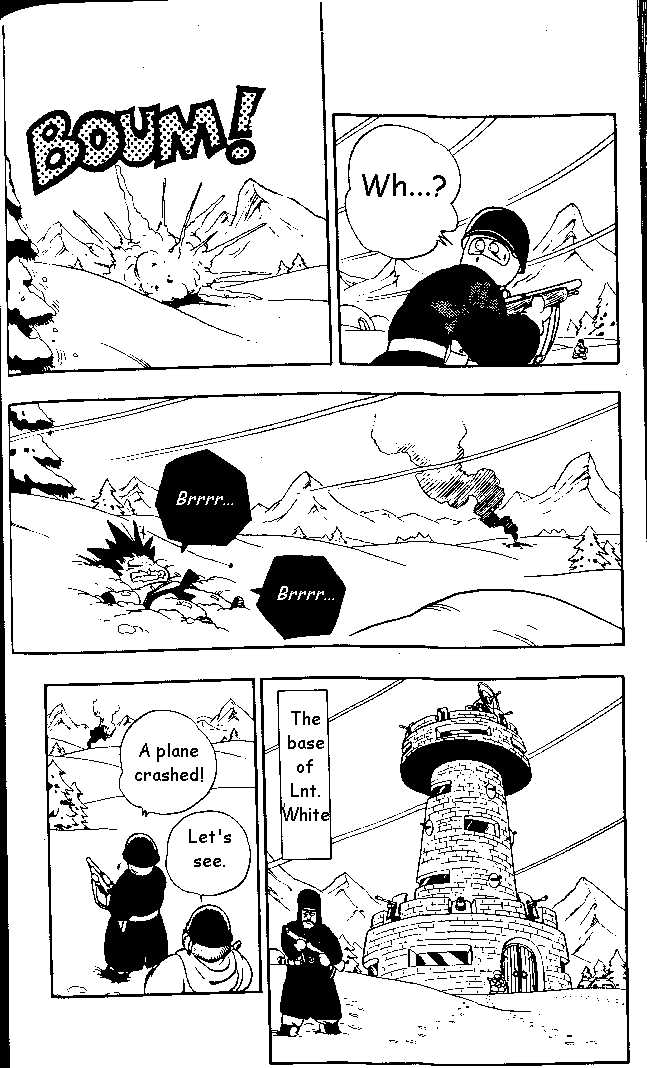 BOUM!
Wh...?
Brrrr...
Brrrr...
A plane
crashed!
Let's
see.
The
base
of
Lnt.
White